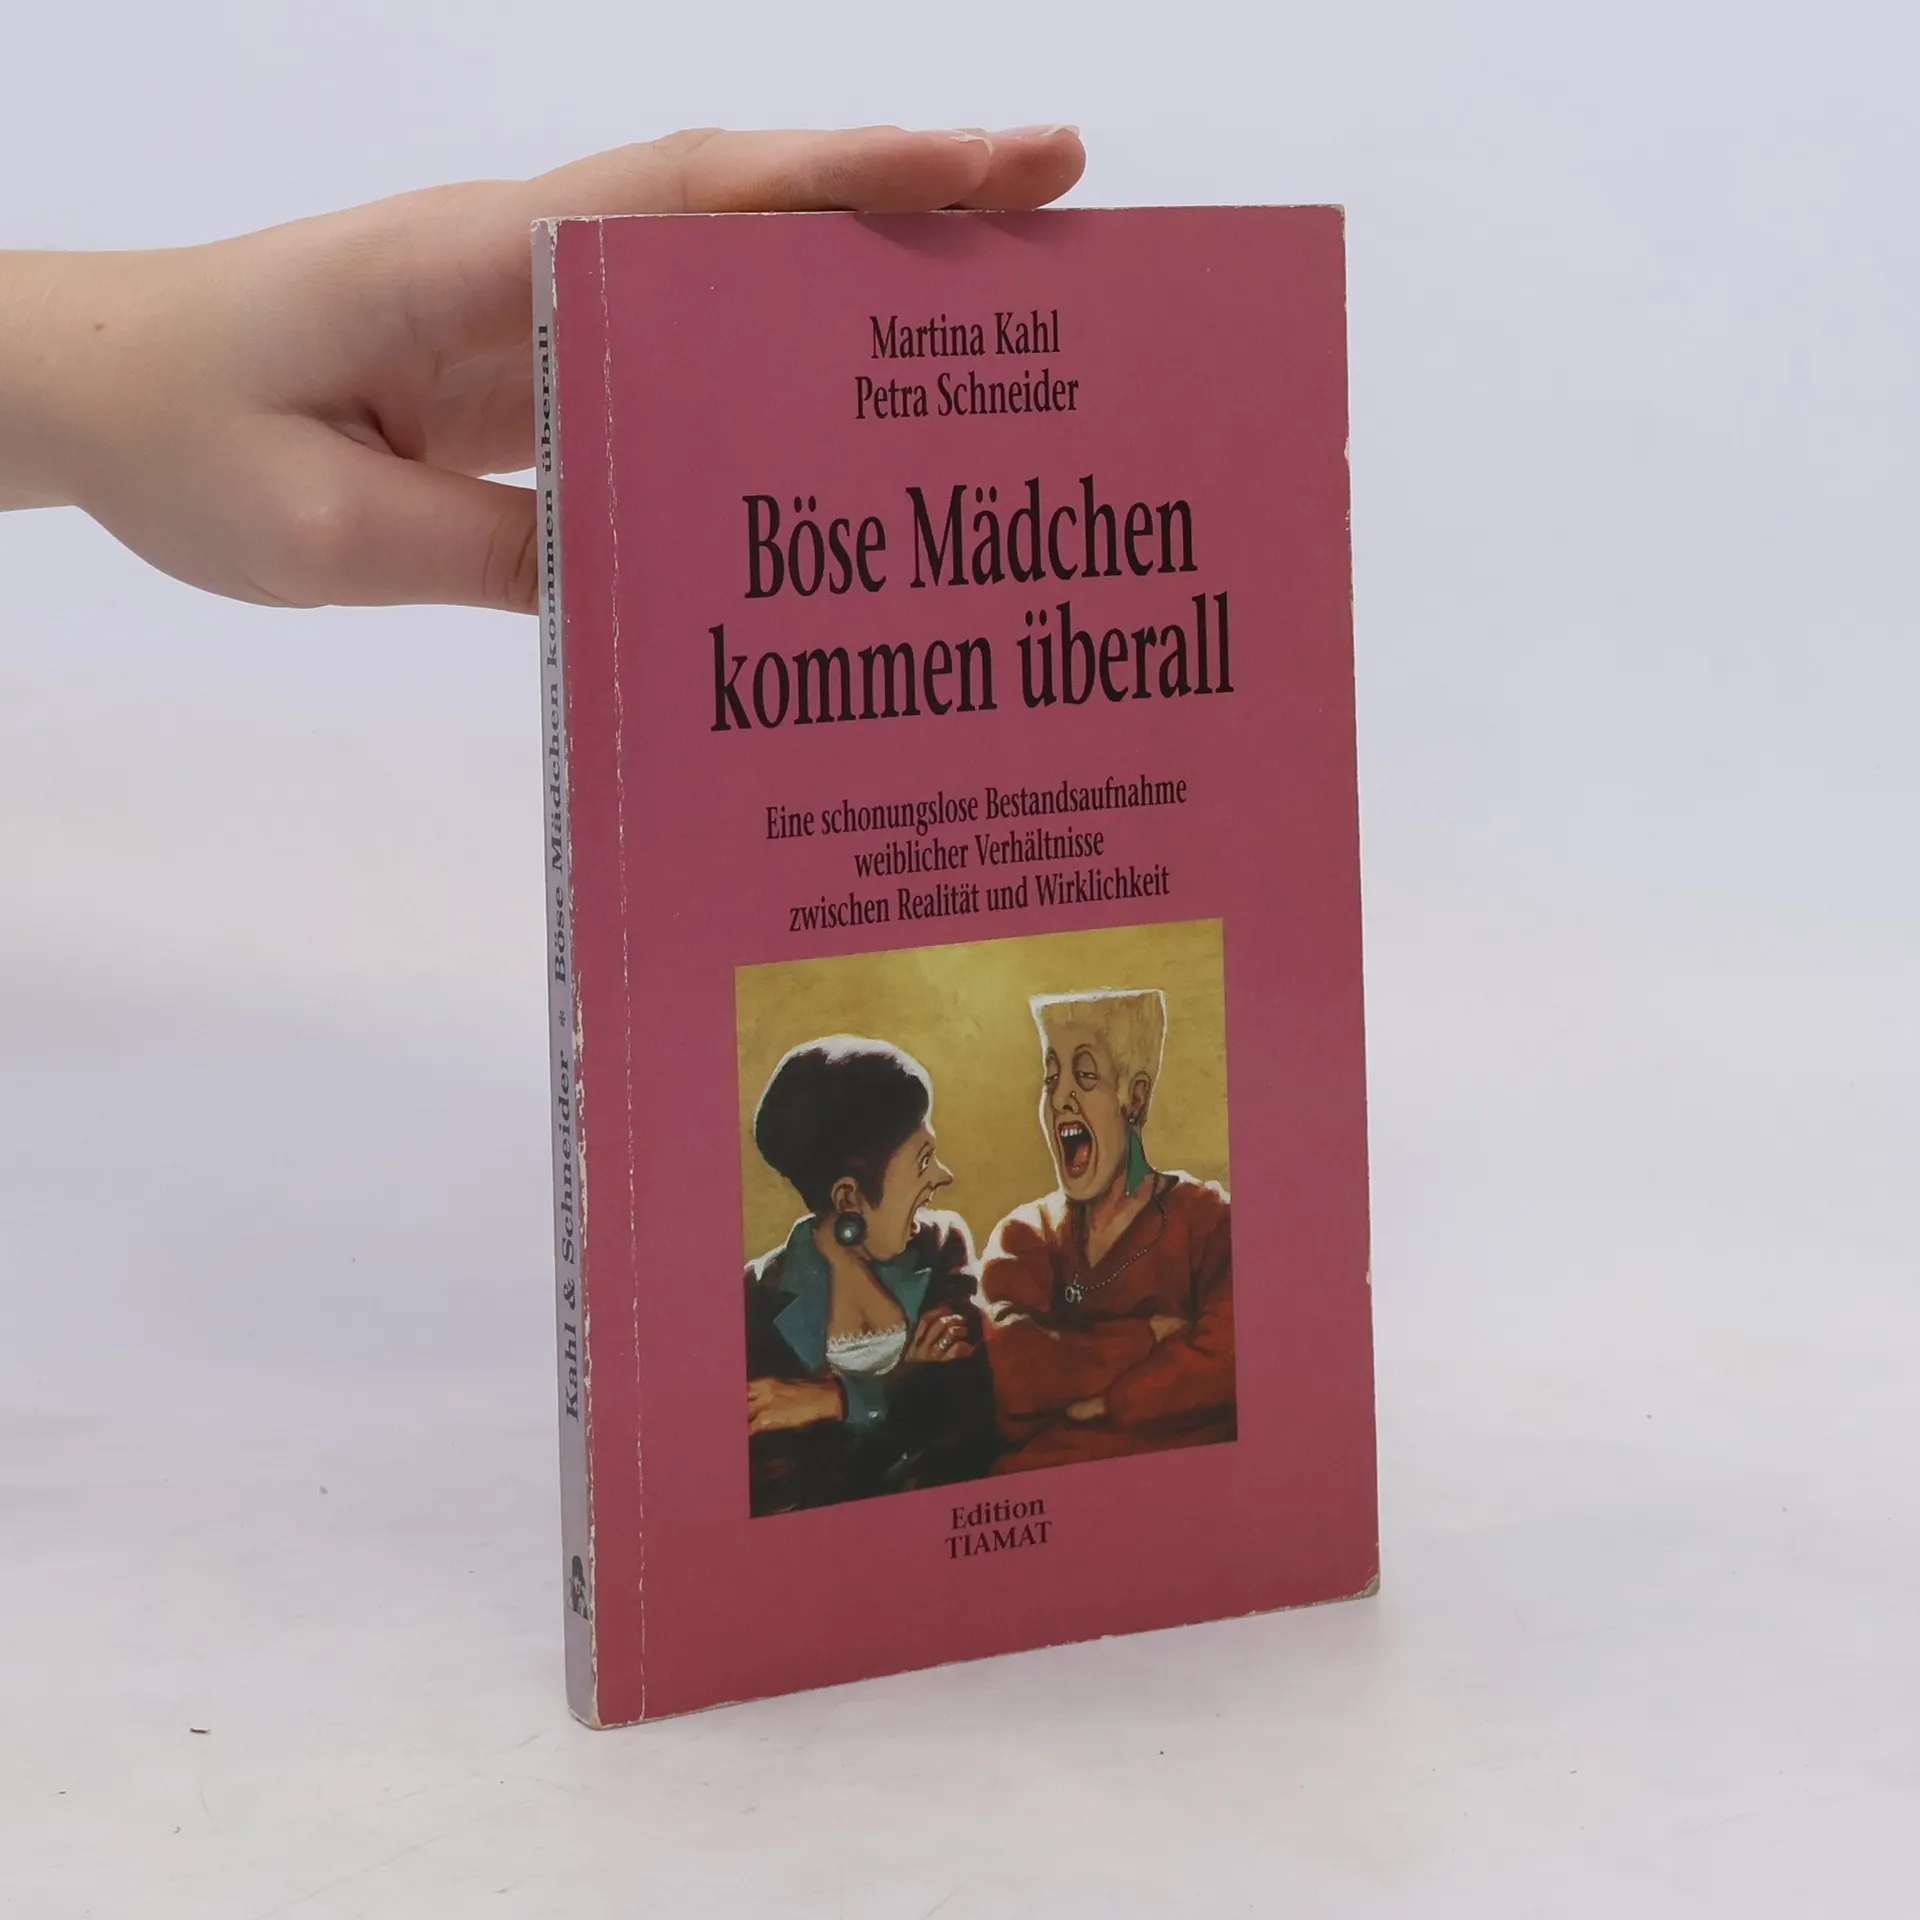 Martina Kahl
Petra Schneider
Böse Mädchen
kommen überall
Eine schonungslose Bestandsaufnahme
weiblicher Verhältnisse
zwischen Realität und Wirklichkeit
Edition
TIAMAT
Kahl & Schneider * Böse Mädchen kommen überall